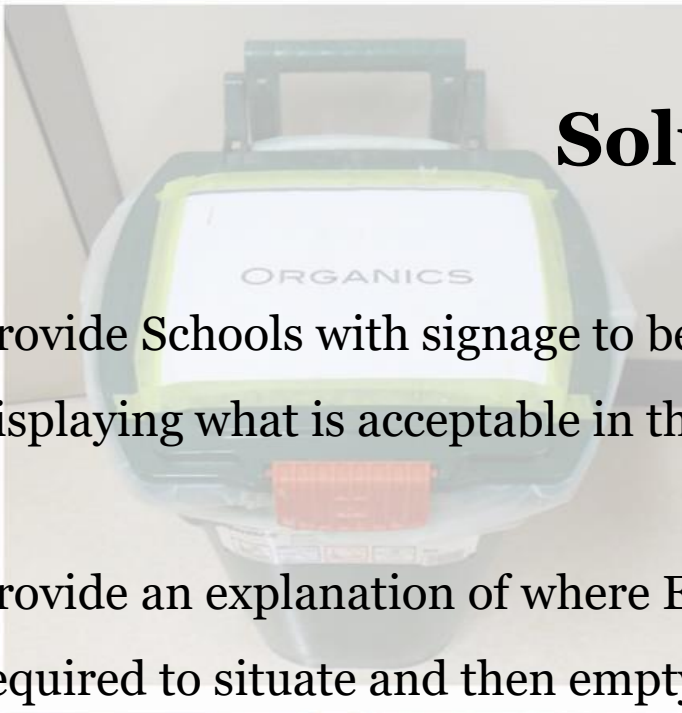 Sol
ORGANICS
rovide Schools with signage to be
isplaying what is acceptable in th
rovide an explanation of where E
equired to situate and then empty